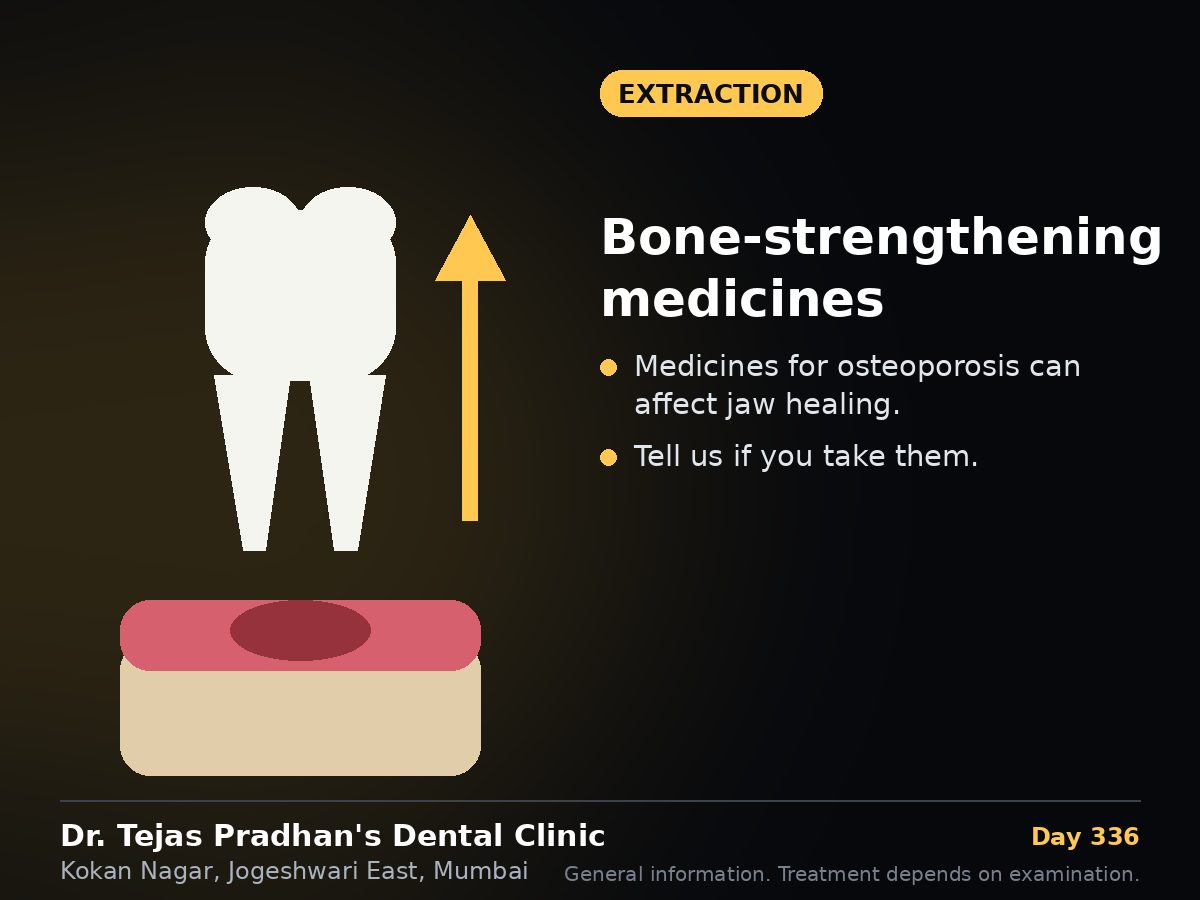 EXTRACTION
Bone-strengthening
medicines
Medicines for osteoporosis can
affect jaw healing.
Tell us if you take them.
Dr. Tejas Pradhan's Dental Clinic
Day 336
Kokan Nagar, Jogeshwari East, Mumbai
General information. Treatment depends on examination.